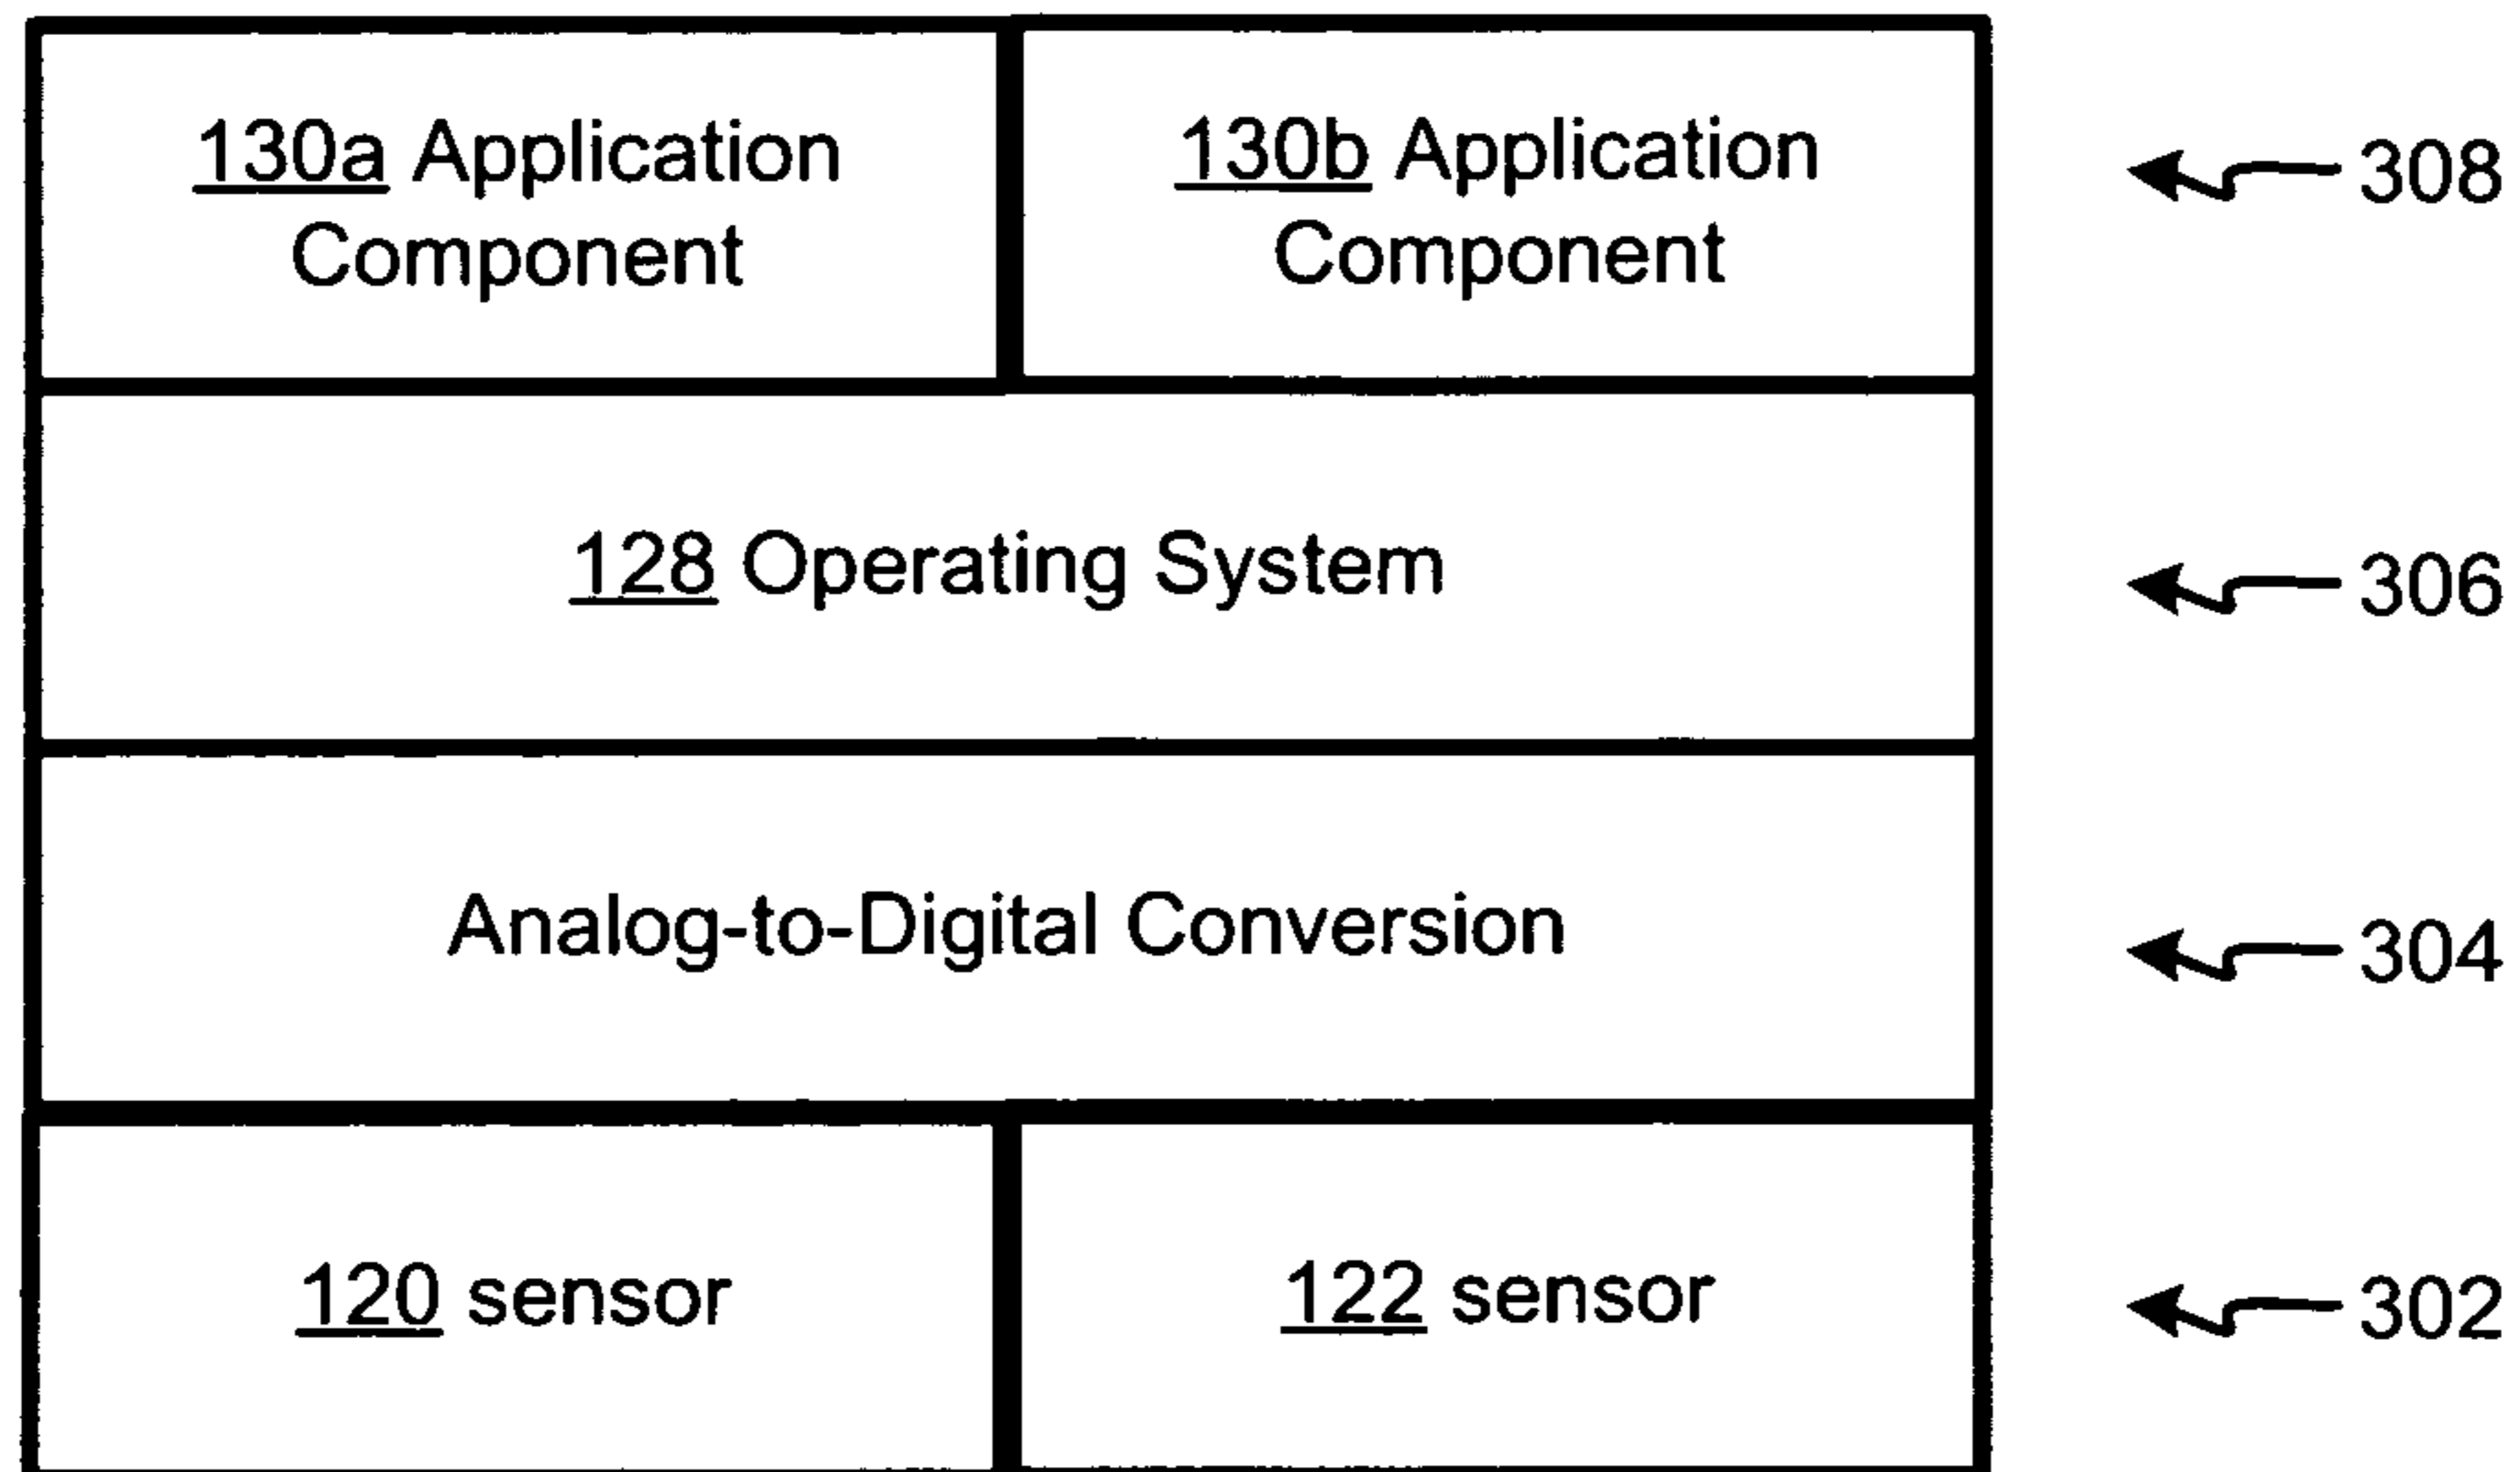 130a Application
Component
130b Application
Component
308
128 Operating System
306
Analog-to-Digital Conversion
304
120 sensor
122 sensor
302